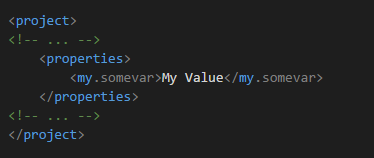 <project>
<!-- ... -->
    <properties>
        <my.somevar>My Value</my.somevar>
    </properties>
<!-- ... -->
</project>